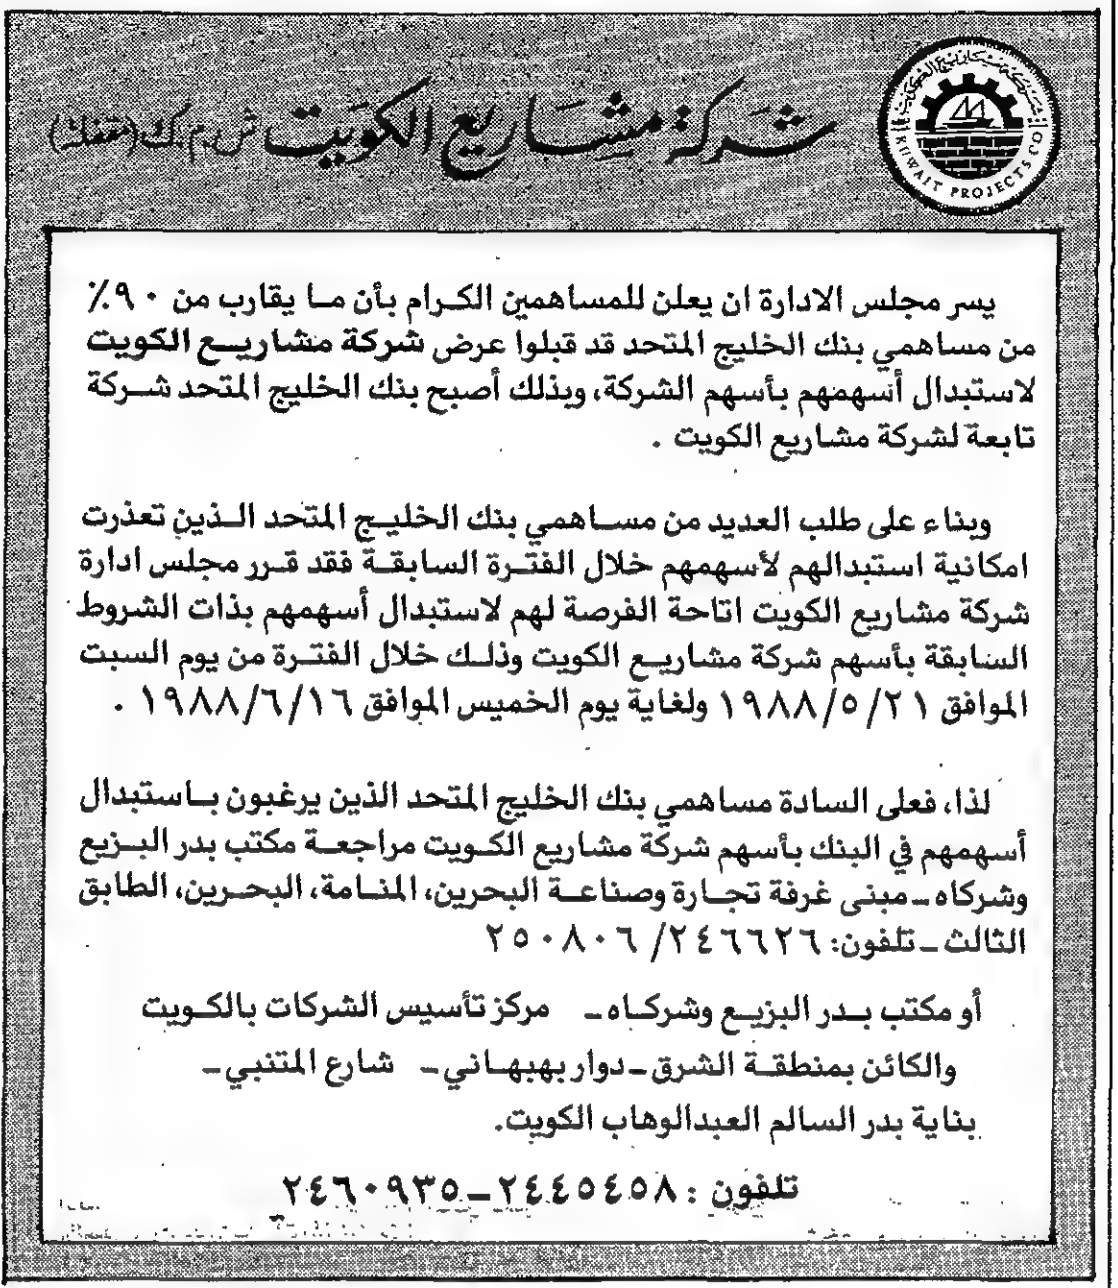 شركة مشاريع الكويت ش.م.ك (مقفلة)
شركة مشاريع الكويت
KUWAIT PROJECTS CO
يسر مجلس الادارة ان يعلن للمساهمين الكرام بأن ما يقارب من ٩٠٪
من مساهمي بنك الخليج المتحد قد قبلوا عرض شركة مشاريع الكويت
لاستبدال أسهمهم بأسهم الشركة، وبذلك أصبح بنك الخليج المتحد شركة
تابعة لشركة مشاريع الكويت .
وبناء على طلب العديد من مساهمي بنك الخليج المتحد الذين تعذرت
امكانية استبدالهم لأسهمهم خلال الفترة السابقة فقد قرر مجلس ادارة
شركة مشاريع الكويت اتاحة الفرصة لهم لاستبدال أسهمهم بذات الشروط
السابقة بأسهم شركة مشاريع الكويت وذلك خلال الفترة من يوم السبت
الموافق ١٩٨٨/٥/٢١ ولغاية يوم الخميس الموافق ١٩٨٨/٦/١٦ .
لذا، فعلى السادة مساهمي بنك الخليج المتحد الذين يرغبون باستبدال
أسهمهم في البنك بأسهم شركة مشاريع الكويت مراجعة مكتب بدر البزيع
وشركاه ـ مبنى غرفة تجارة وصناعة البحرين، المنامة، البحرين، الطابق
الثالث ـ تلفون: ٢٤٦٦٢٦/ ٢٥٠٨٠٦
أو مكتب بدر البزيع وشركاه ـ مركز تأسيس الشركات بالكويت
والكائن بمنطقة الشرق ـ دوار بهبهاني ـ شارع المتنبي ـ
بناية بدر السالم العبدالوهاب الكويت.
تلفون : ٢٤٤٥٤٥٨ ـ ٢٤٦٠٩٣٥